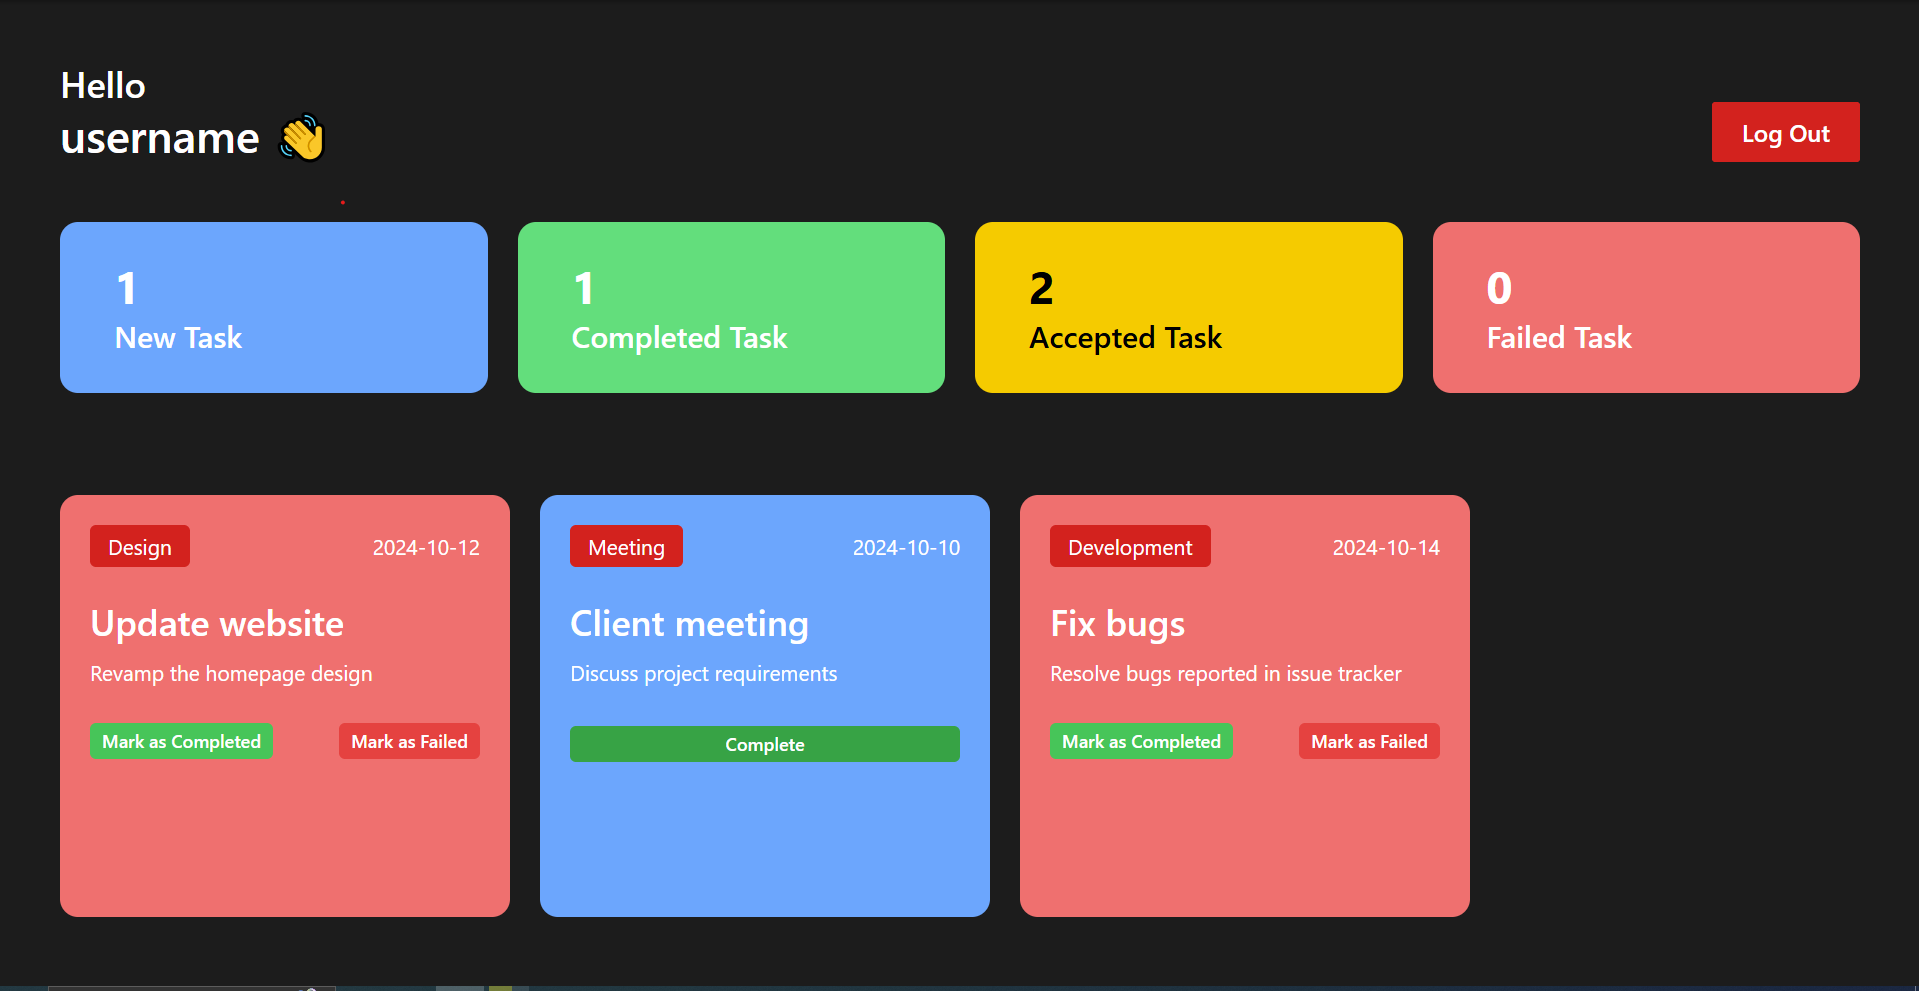 Hello
username 👋
Log Out
1
New Task
1
Completed Task
2
Accepted Task
0
Failed Task
Design
2024-10-12
Update website
Revamp the homepage design
Mark as Completed
Mark as Failed
Meeting
2024-10-10
Client meeting
Discuss project requirements
Complete
Development
2024-10-14
Fix bugs
Resolve bugs reported in issue tracker
Mark as Completed
Mark as Failed